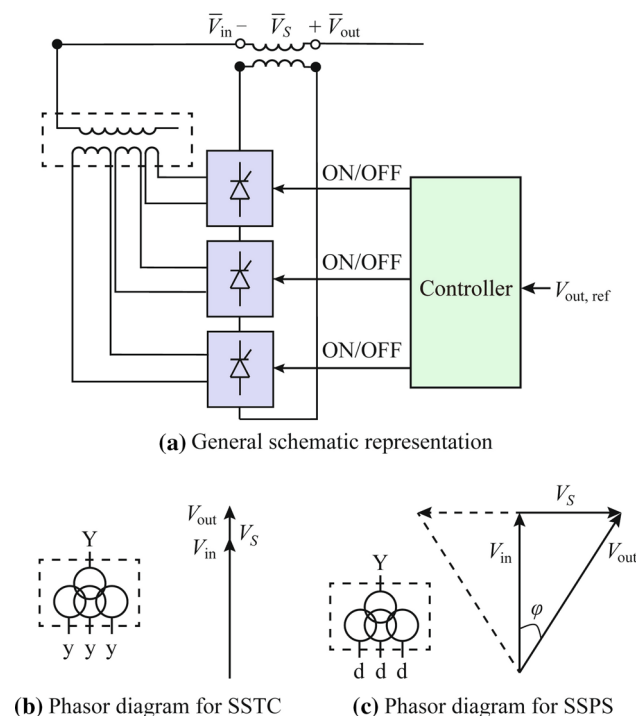 V̅in – V̅S + V̅out
ON/OFF
ON/OFF
Controller
Vout, ref
ON/OFF
(a) General schematic representation
Y
y y y
Vout
Vin
VS
(b) Phasor diagram for SSTC
Y
d d d
VS
Vin
Vout
φ
(c) Phasor diagram for SSPS